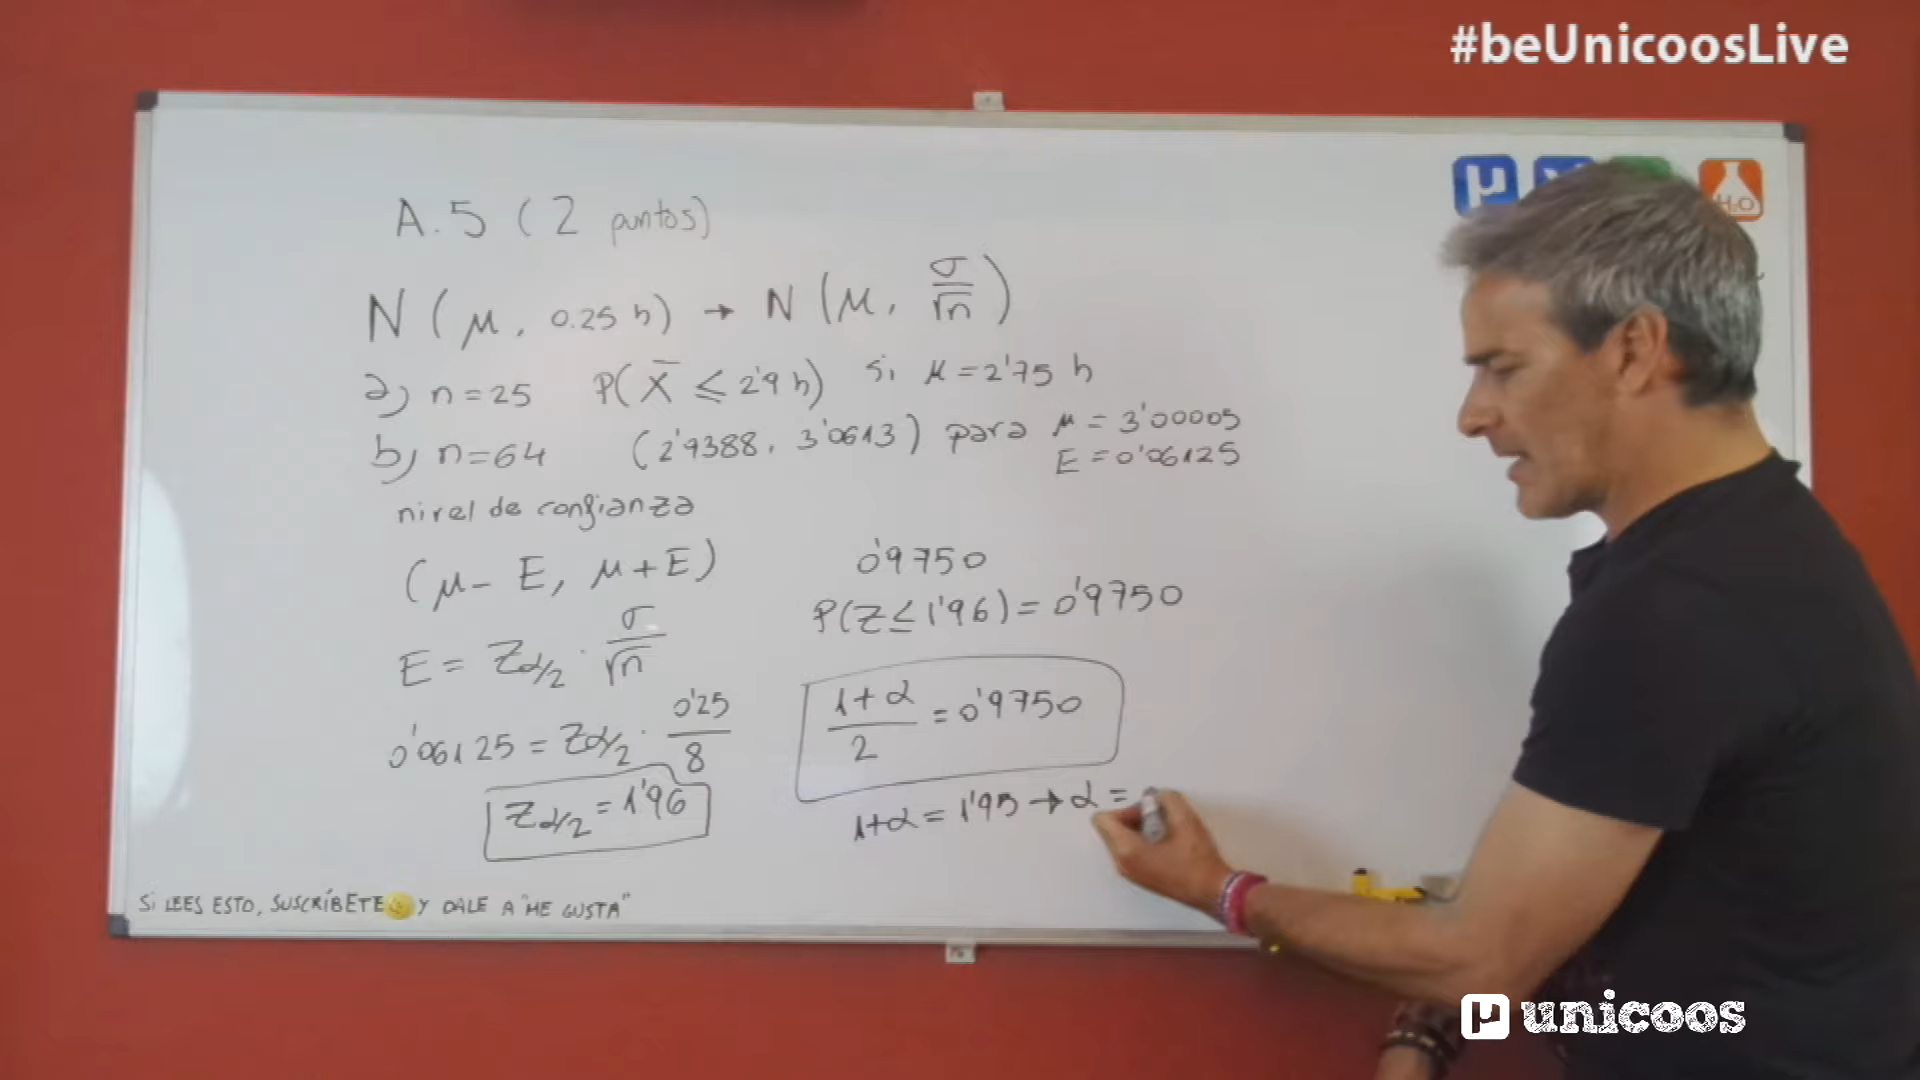 #beUnicoosLive
μ
H₂O
A.5 (2 puntos)
N(μ, 0.25 h) → N(μ, σ/√n)
a) n=25 P(X̄ ≤ 2'9 h) si μ=2'75 h
b) n=64 (2'9388, 3'0613) para μ = 3'00005
E = 0'06125
nivel de confianza
(μ- E, μ+E)
E = Zα/2 · σ/√n
0'06125 = Zα/2 · 0'25/8
Zα/2 = 1'96
0'9750
P(Z≤1'96)=0'9750
1+α/2 = 0'9750
1+α = 1'95 → α =
Si LEES ESTO, SUSCRÍBETE Y DALE A "ME GUSTA"
μ unicoos